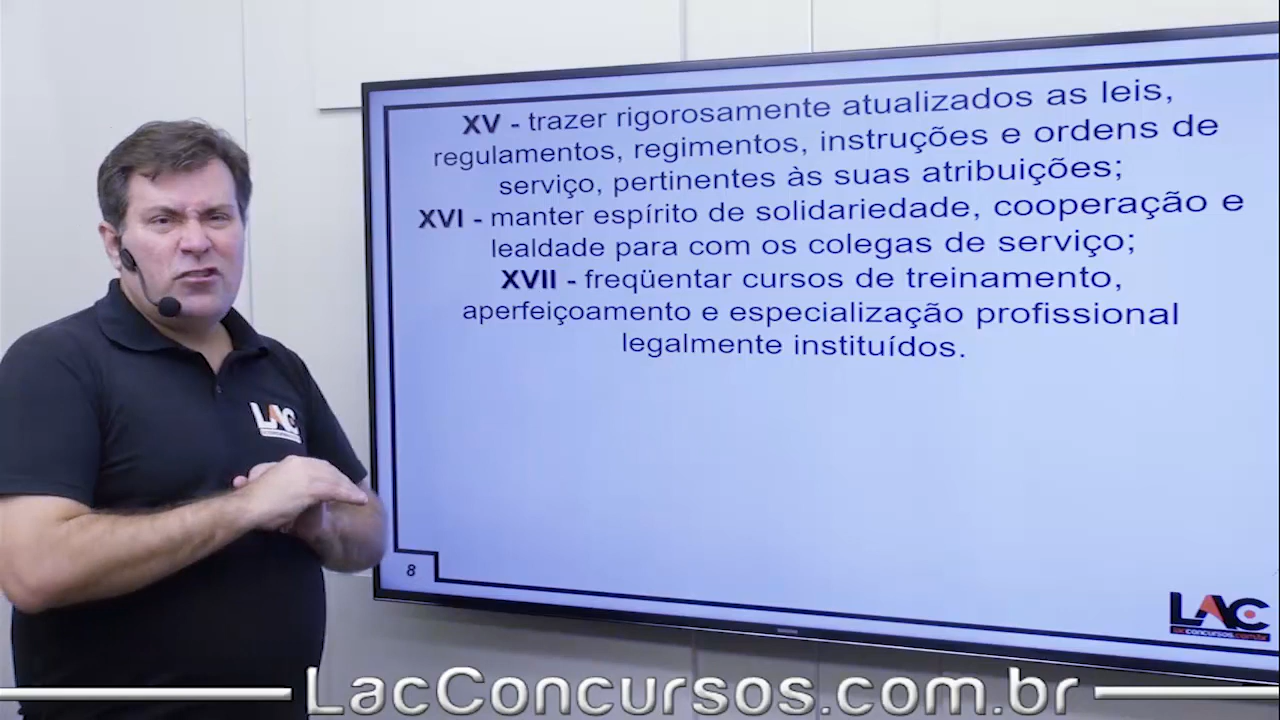 XV - trazer rigorosamente atualizados as leis,
regulamentos, regimentos, instruções e ordens de
serviço, pertinentes às suas atribuições;
XVI - manter espírito de solidariedade, cooperação e
lealdade para com os colegas de serviço;
XVII - freqüentar cursos de treinamento,
aperfeiçoamento e especialização profissional
legalmente instituídos.
8
LAC
LAC
lacconcursos.com.br
LacConcursos.com.br